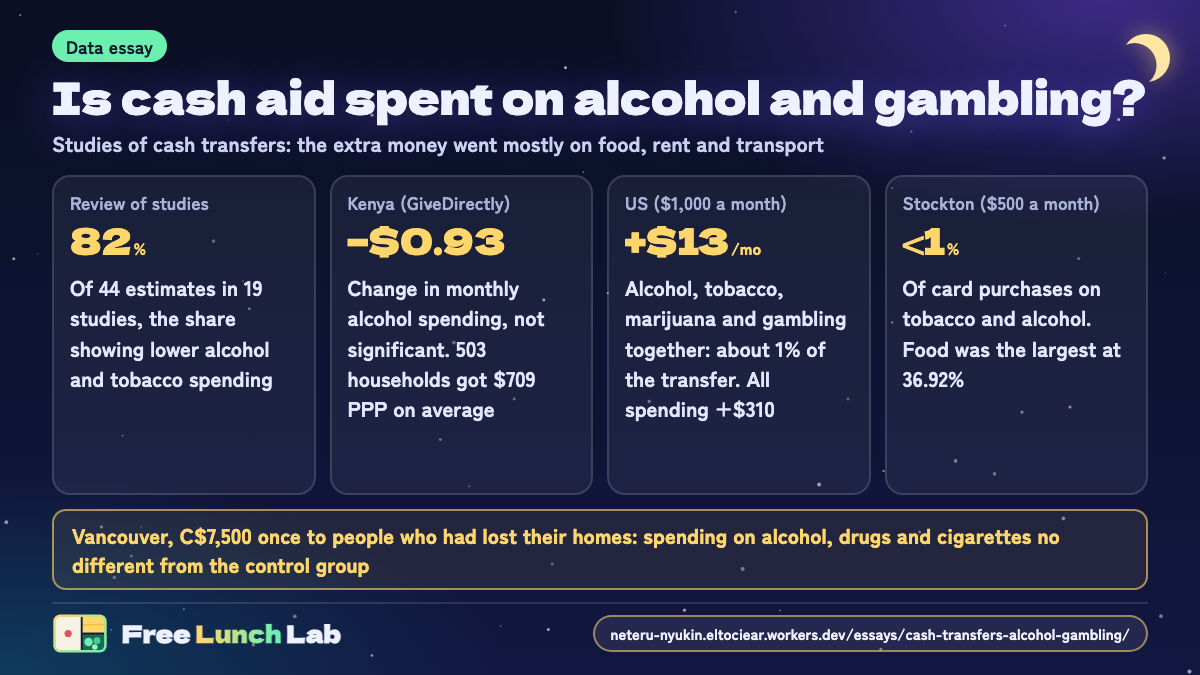 Data essay
Is cash aid spent on alcohol and gambling?
Studies of cash transfers: the extra money went mostly on food, rent and transport
Review of studies
82%
Of 44 estimates in 19
studies, the share
showing lower alcohol
and tobacco spending
Kenya (GiveDirectly)
−$0.93
Change in monthly
alcohol spending, not
significant. 503
households got $709
PPP on average
US ($1,000 a month)
+$13/mo
Alcohol, tobacco,
marijuana and gambling
together: about 1% of
the transfer. All
spending +$310
Stockton ($500 a month)
<1%
Of card purchases on
tobacco and alcohol.
Food was the largest at
36.92%
Vancouver, C$7,500 once to people who had lost their homes: spending on alcohol, drugs and cigarettes no
different from the control group
Free Lunch Lab
neteru-nyukin.eltociear.workers.dev/essays/cash-transfers-alcohol-gambling/